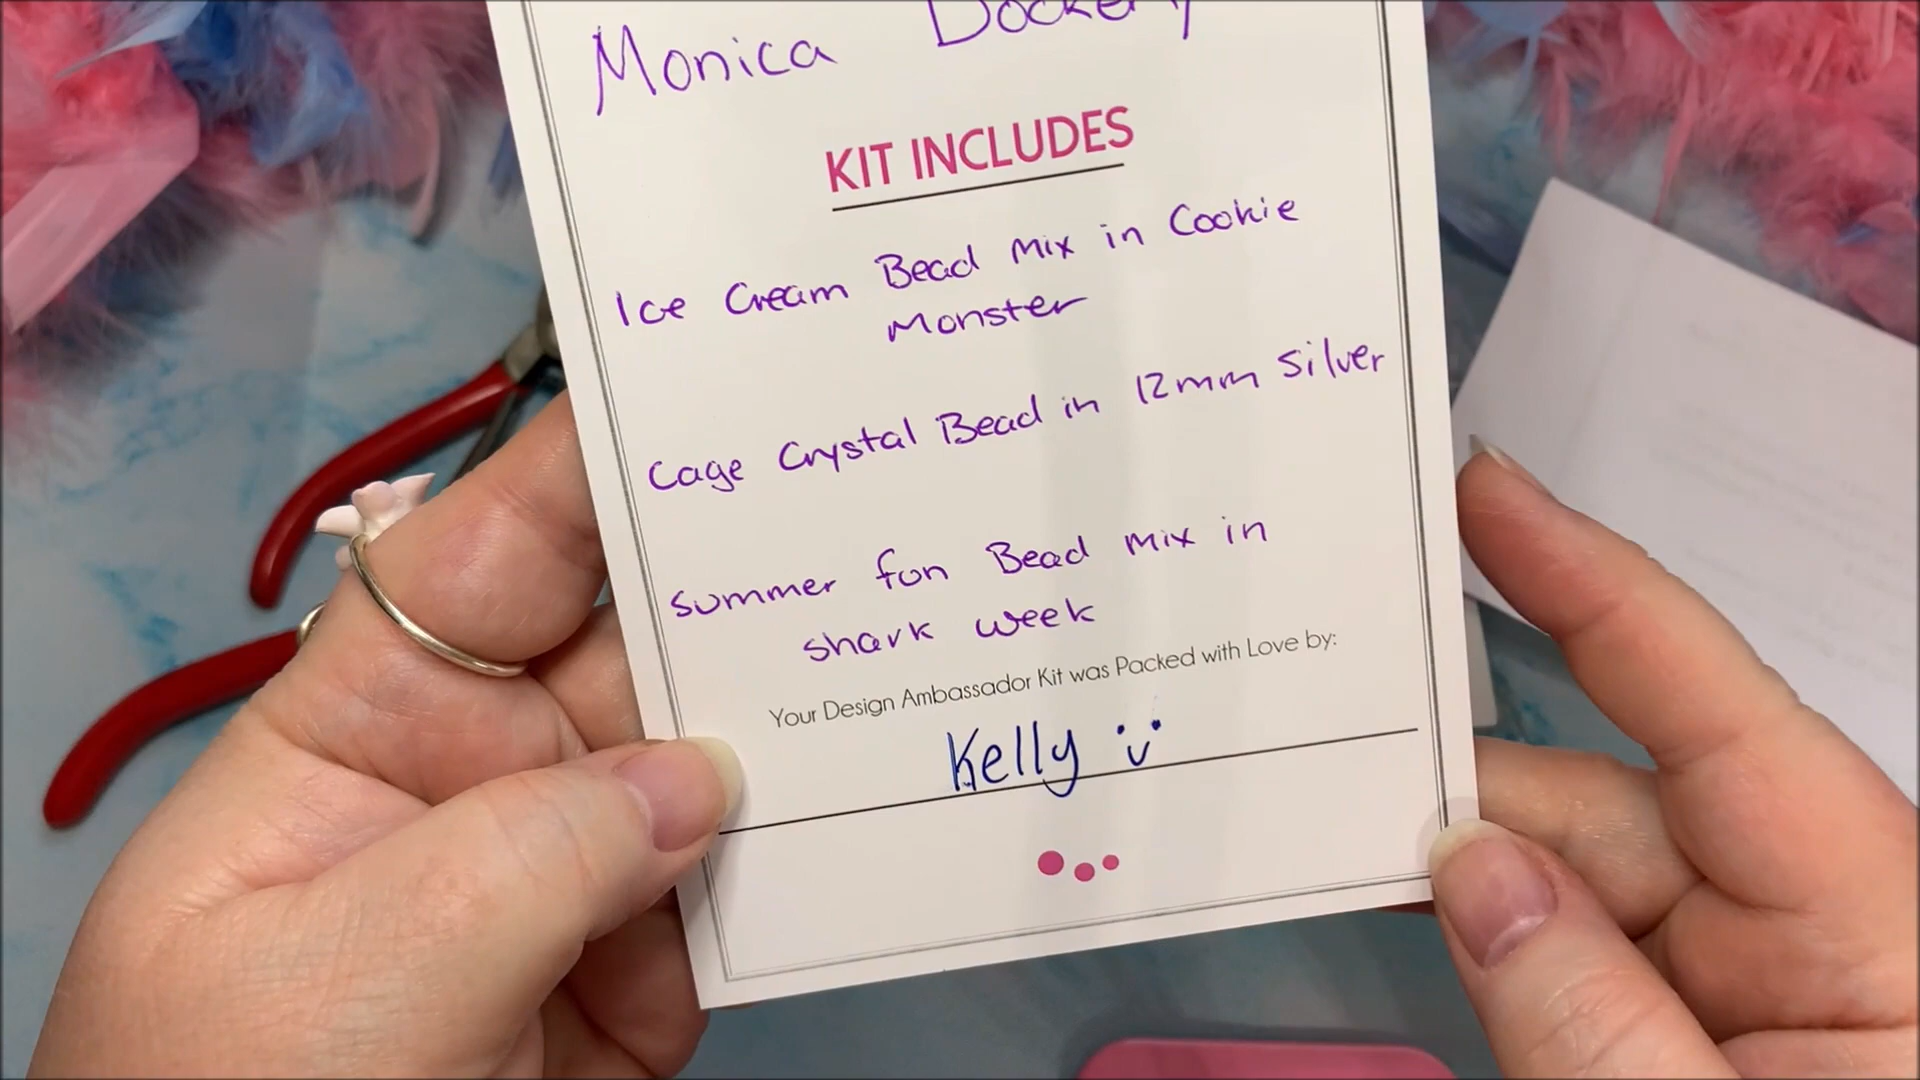 Monica Dockery
KIT INCLUDES
Ice Cream Bead Mix in Cookie
Monster
Cage Crystal Bead in 12mm Silver
Summer fun Bead Mix in
shark week
Your Design Ambassador Kit was Packed with Love by:
Kelly